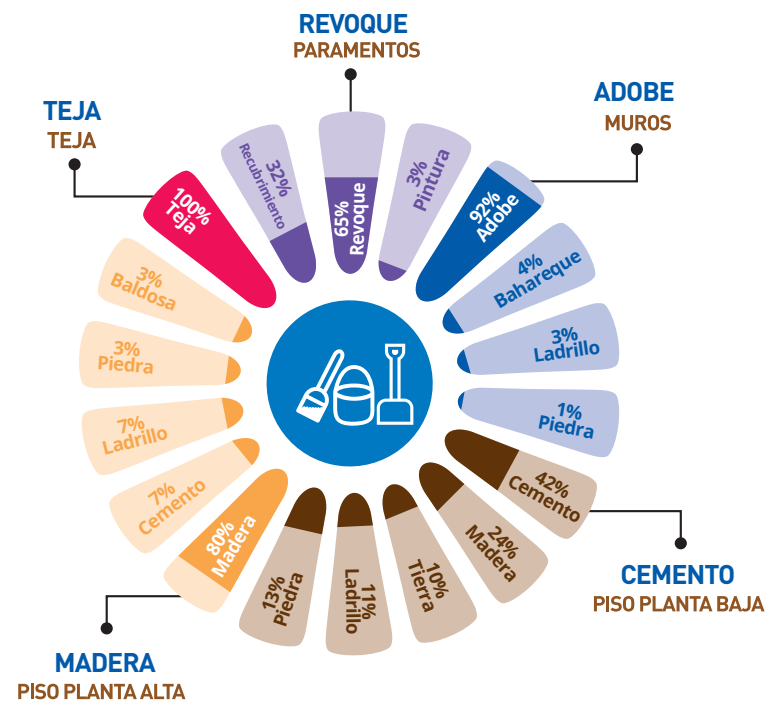 REVOQUE
PARAMENTOS
ADOBE
MUROS
TEJA
TEJA
100%
Teja
32%
Recubrimiento
65%
Revoque
3%
Pintura
92%
Adobe
4%
Bahareque
3%
Ladrillo
1%
Piedra
42%
Cemento
24%
Madera
10%
Tierra
11%
Ladrillo
13%
Piedra
80%
Madera
7%
Cemento
7%
Ladrillo
3%
Piedra
3%
Baldosa
CEMENTO
PISO PLANTA BAJA
MADERA
PISO PLANTA ALTA